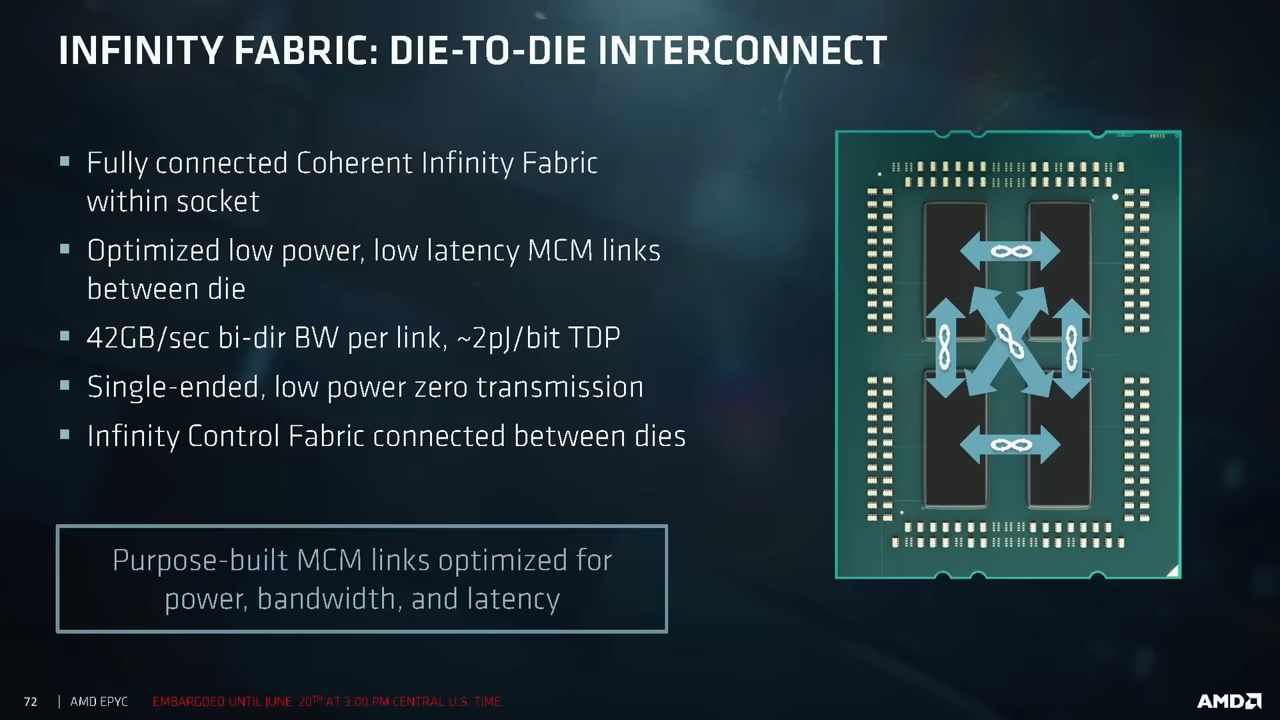 INFINITY FABRIC: DIE-TO-DIE INTERCONNECT
▪ Fully connected Coherent Infinity Fabric
within socket
▪ Optimized low power, low latency MCM links
between die
▪ 42GB/sec bi-dir BW per link, ~2pJ/bit TDP
▪ Single-ended, low power zero transmission
▪ Infinity Control Fabric connected between dies
Purpose-built MCM links optimized for
power, bandwidth, and latency
72 | AMD EPYC EMBARGOED UNTIL JUNE 20TH AT 3:00 PM CENTRAL U.S. TIME
AMD